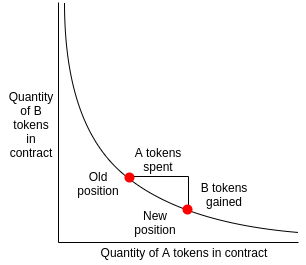 Quantity
of B
tokens
in
contract
A tokens
spent
Old
position
B tokens
gained
New
position
Quantity of A tokens in contract